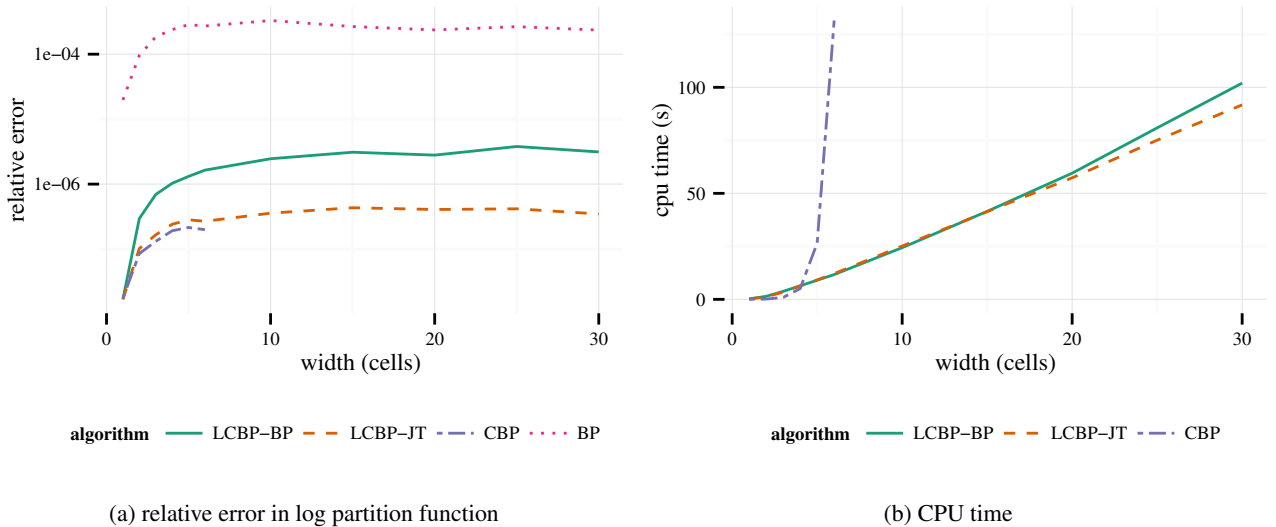 1e−04
1e−06
relative error
0
10
20
30
width (cells)
algorithm LCBP−BP LCBP−JT CBP BP
(a) relative error in log partition function
100
50
0
cpu time (s)
0
10
20
30
width (cells)
algorithm LCBP−BP LCBP−JT CBP
(b) CPU time